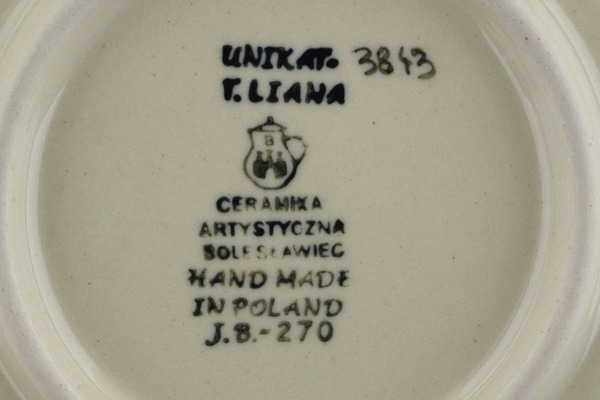 UNIKAT. 3843
T. LIANA
B
CERAMIKA
ARTYSTYCZNA
BOLESŁAWIEC
HAND MADE
IN POLAND
J.B.-270